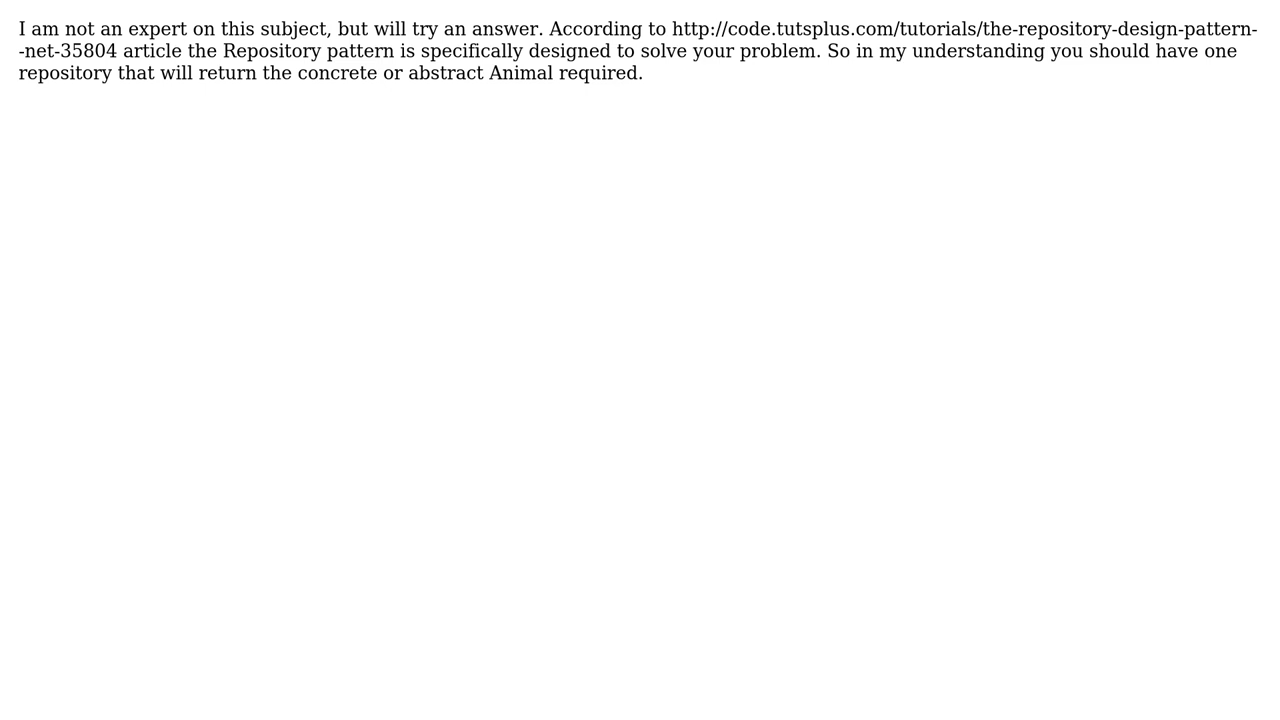 I am not an expert on this subject, but will try an answer. According to http://code.tutsplus.com/tutorials/the-repository-design-pattern-
-net-35804 article the Repository pattern is specifically designed to solve your problem. So in my understanding you should have one
repository that will return the concrete or abstract Animal required.